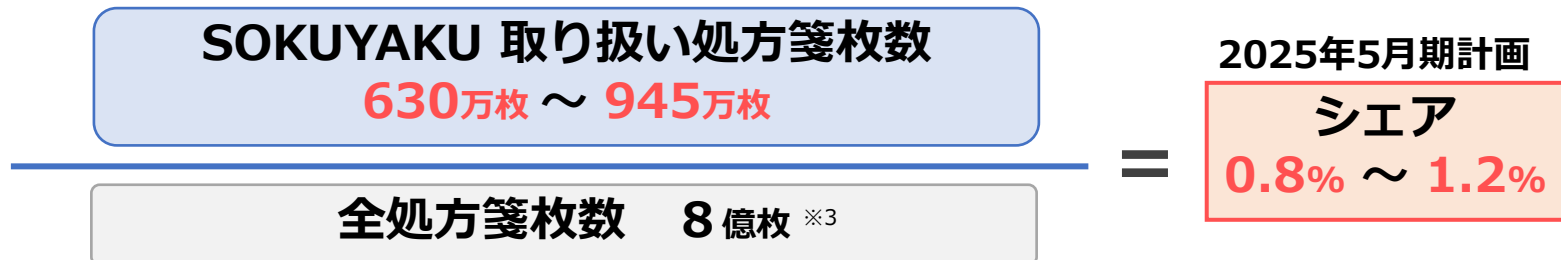 SOKUYAKU 取り扱い処方箋枚数
630万枚 ～ 945万枚
全処方箋枚数 8億枚 ※3
＝
2025年5月期計画
シェア
0.8% ～ 1.2%